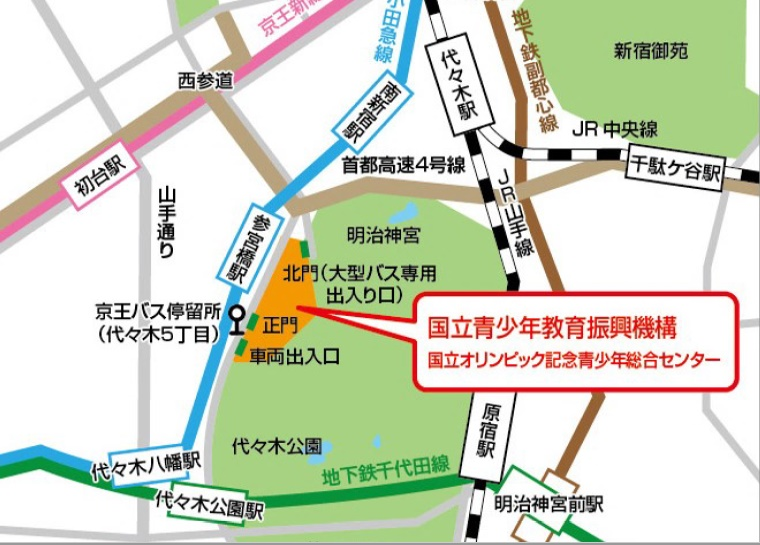 京王新線
小田急線
地下鉄副都心線
新宿御苑
代々木駅
西参道
南新宿駅
JR中央線
千駄ケ谷駅
首都高速4号線
初台駅
山手通り
JR山手線
参宮橋駅
明治神宮
北門(大型バス専用
出入り口)
京王バス停留所
(代々木5丁目)
正門
車両出入口
国立青少年教育振興機構
国立オリンピック記念青少年総合センター
原宿駅
代々木公園
代々木八幡駅
地下鉄千代田線
代々木公園駅
明治神宮前駅